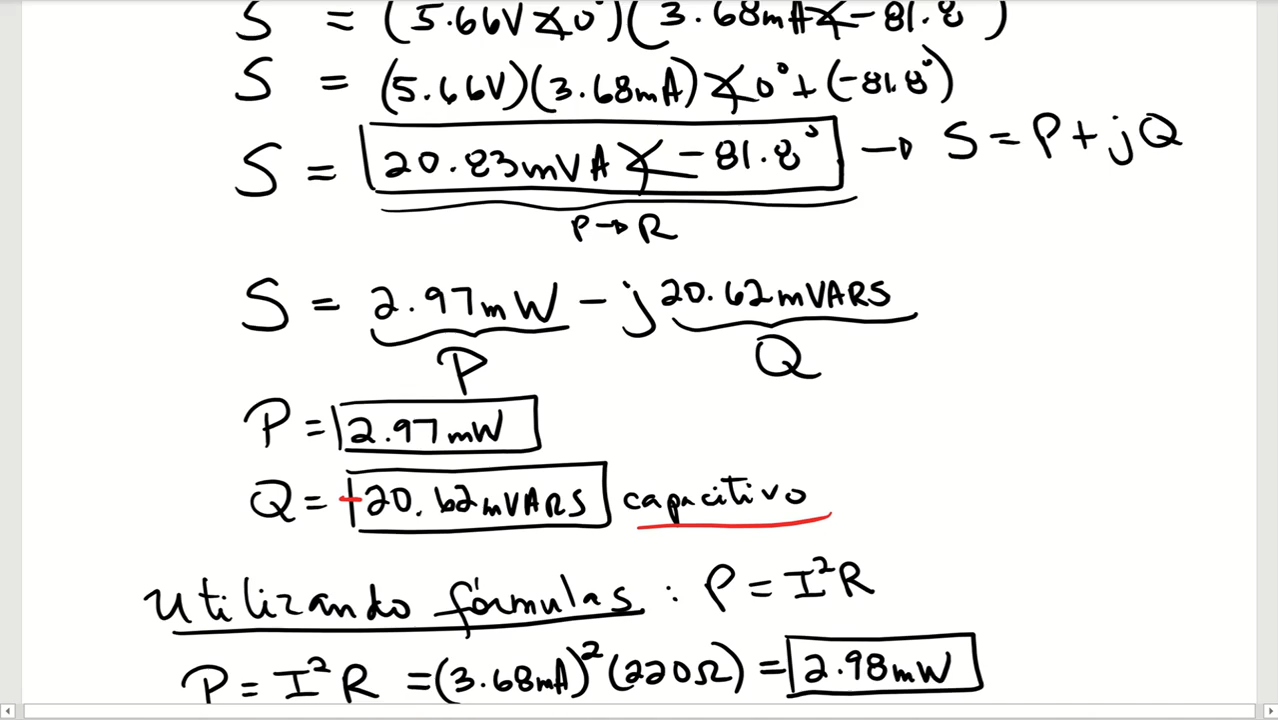 S = (5.66V∡0°)(3.68mA∡-81.8°)
S = (5.66V)(3.68mA)∡0°+(-81.8°)
S = 20.83mVA∡-81.8° → S = P + jQ
P→R
S = 2.97mW - j20.62mVARS
P Q
P = 2.97mW
Q = -20.62mVARS capacitivo
Utilizando fórmulas : P = I²R
P = I²R = (3.68mA)²(220Ω) = 2.98mW